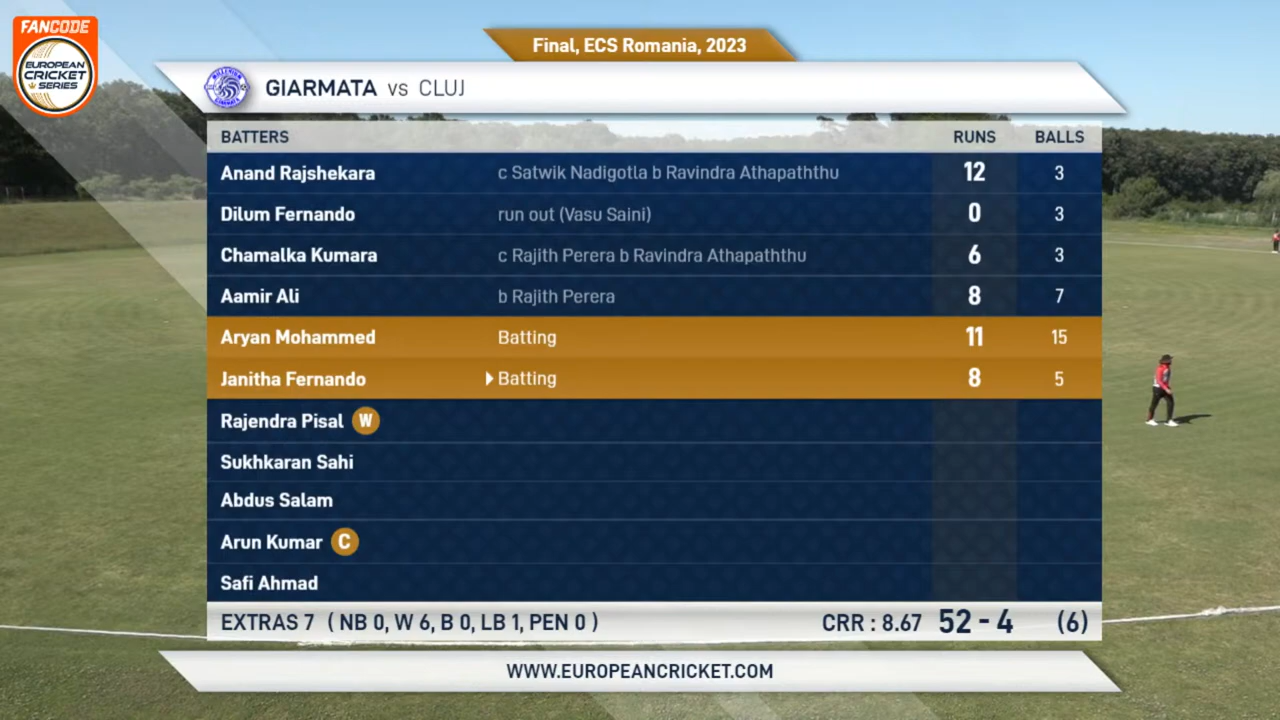 FANCODE
EUROPEAN
CRICKET
SERIES
Final, ECS Romania, 2023
GIARMATA vs CLUJ
BATTERS RUNS BALLS
Anand Rajshekara c Satwik Nadigotla b Ravindra Athapaththu 12 3
Dilum Fernando run out (Vasu Saini) 0 3
Chamalka Kumara c Rajith Perera b Ravindra Athapaththu 6 3
Aamir Ali b Rajith Perera 8 7
Aryan Mohammed Batting 11 15
Janitha Fernando Batting 8 5
Rajendra Pisal W
Sukhkaran Sahi
Abdus Salam
Arun Kumar C
Safi Ahmad
EXTRAS 7 ( NB 0, W 6, B 0, LB 1, PEN 0 ) CRR : 8.67 52 - 4 (6)
WWW.EUROPEANCRICKET.COM